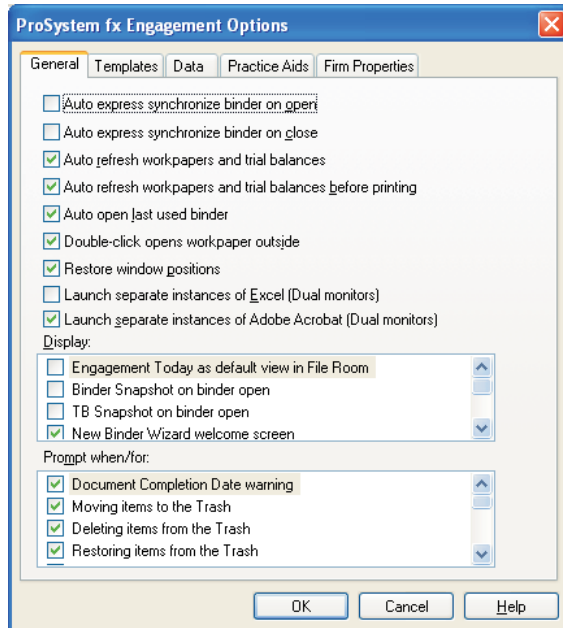 ProSystem fx Engagement Options
General Templates Data Practice Aids Firm Properties
Auto express synchronize binder on open
Auto express synchronize binder on close
Auto refresh workpapers and trial balances
Auto refresh workpapers and trial balances before printing
Auto open last used binder
Double-click opens workpaper outside
Restore window positions
Launch separate instances of Excel (Dual monitors)
Launch separate instances of Adobe Acrobat (Dual monitors)
Display:
Engagement Today as default view in File Room
Binder Snapshot on binder open
TB Snapshot on binder open
New Binder Wizard welcome screen
Prompt when/for:
Document Completion Date warning
Moving items to the Trash
Deleting items from the Trash
Restoring items from the Trash
OK Cancel Help